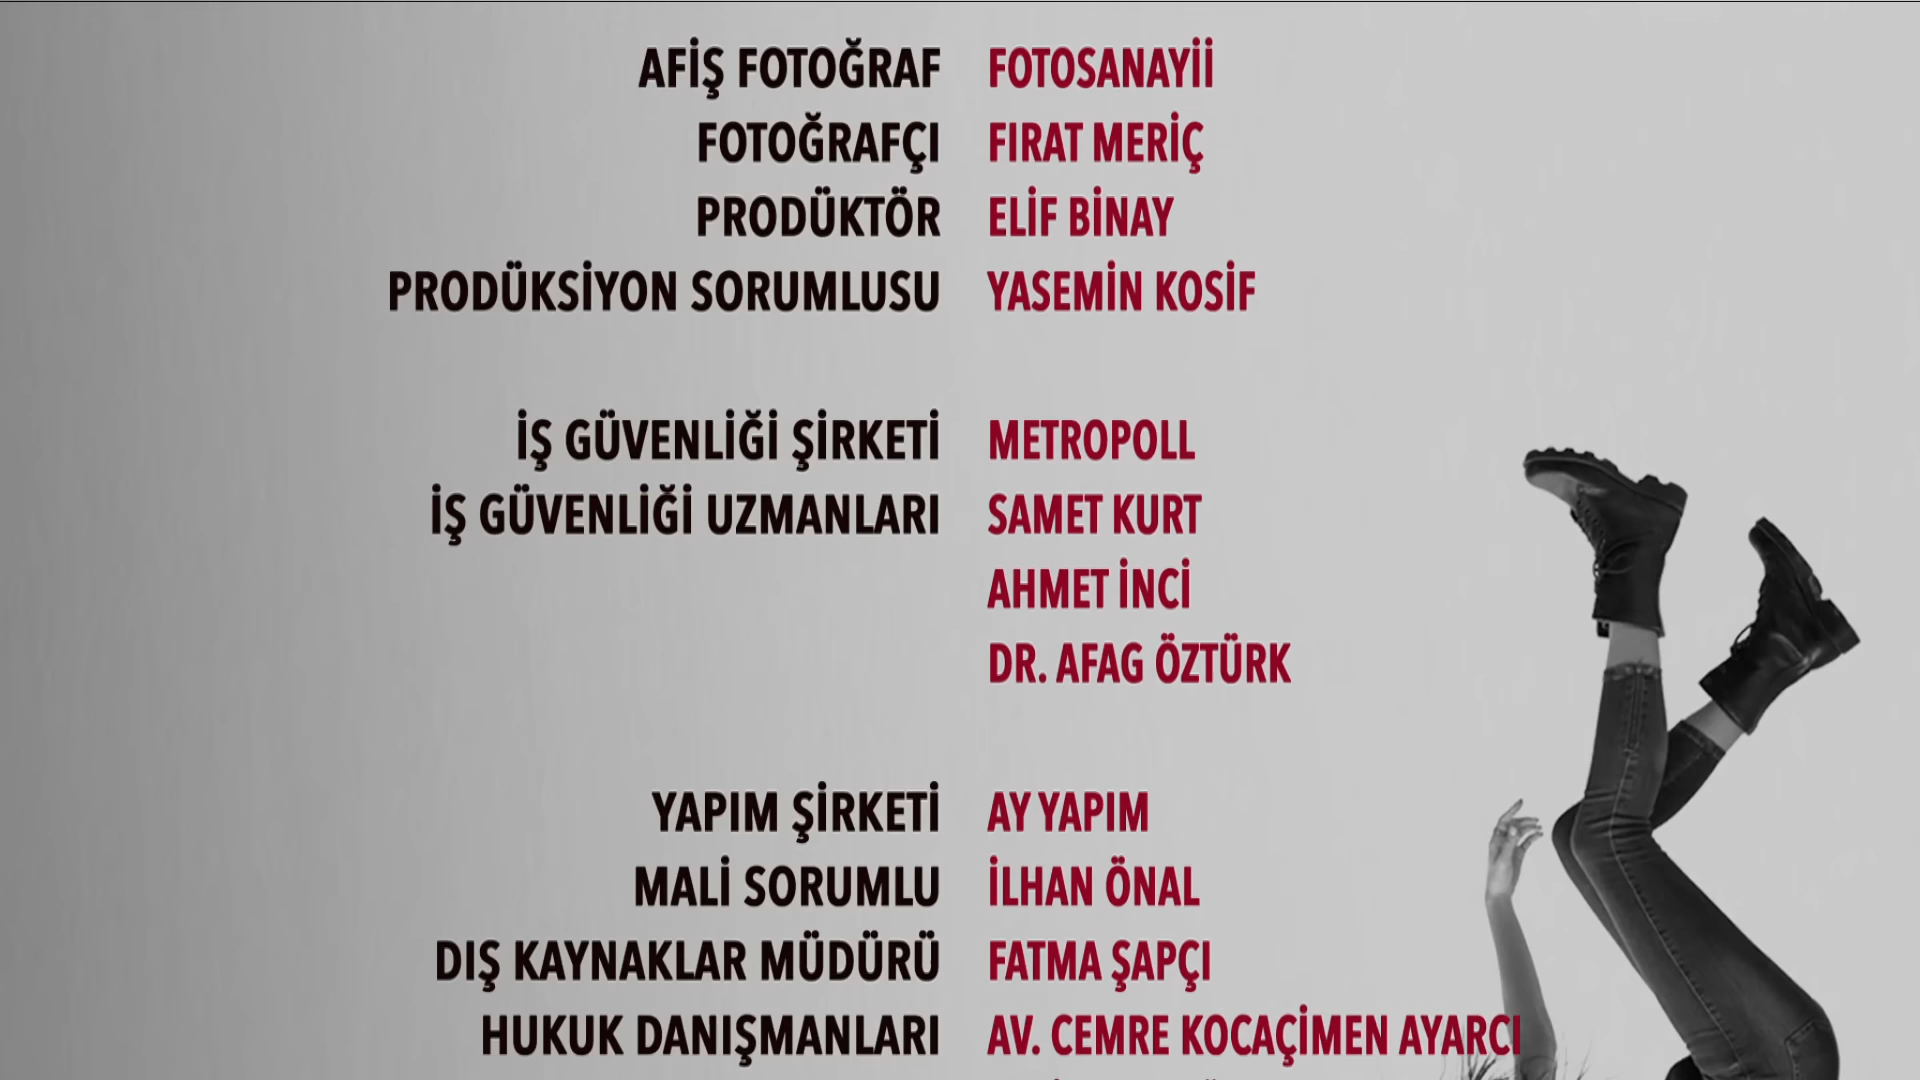 AFİŞ FOTOĞRAF FOTOSANAYİİ
FOTOĞRAFÇI FIRAT MERİÇ
PRODÜKTÖR ELİF BİNAY
PRODÜKSİYON SORUMLUSU YASEMİN KOSİF
İŞ GÜVENLİĞİ ŞİRKETİ METROPOLL
İŞ GÜVENLİĞİ UZMANLARI SAMET KURT
AHMET İNCİ
DR. AFAG ÖZTÜRK
YAPIM ŞİRKETİ AY YAPIM
MALİ SORUMLU İLHAN ÖNAL
DIŞ KAYNAKLAR MÜDÜRÜ FATMA ŞAPÇI
HUKUK DANIŞMANLARI AV. CEMRE KOCAÇİMEN AYARCI